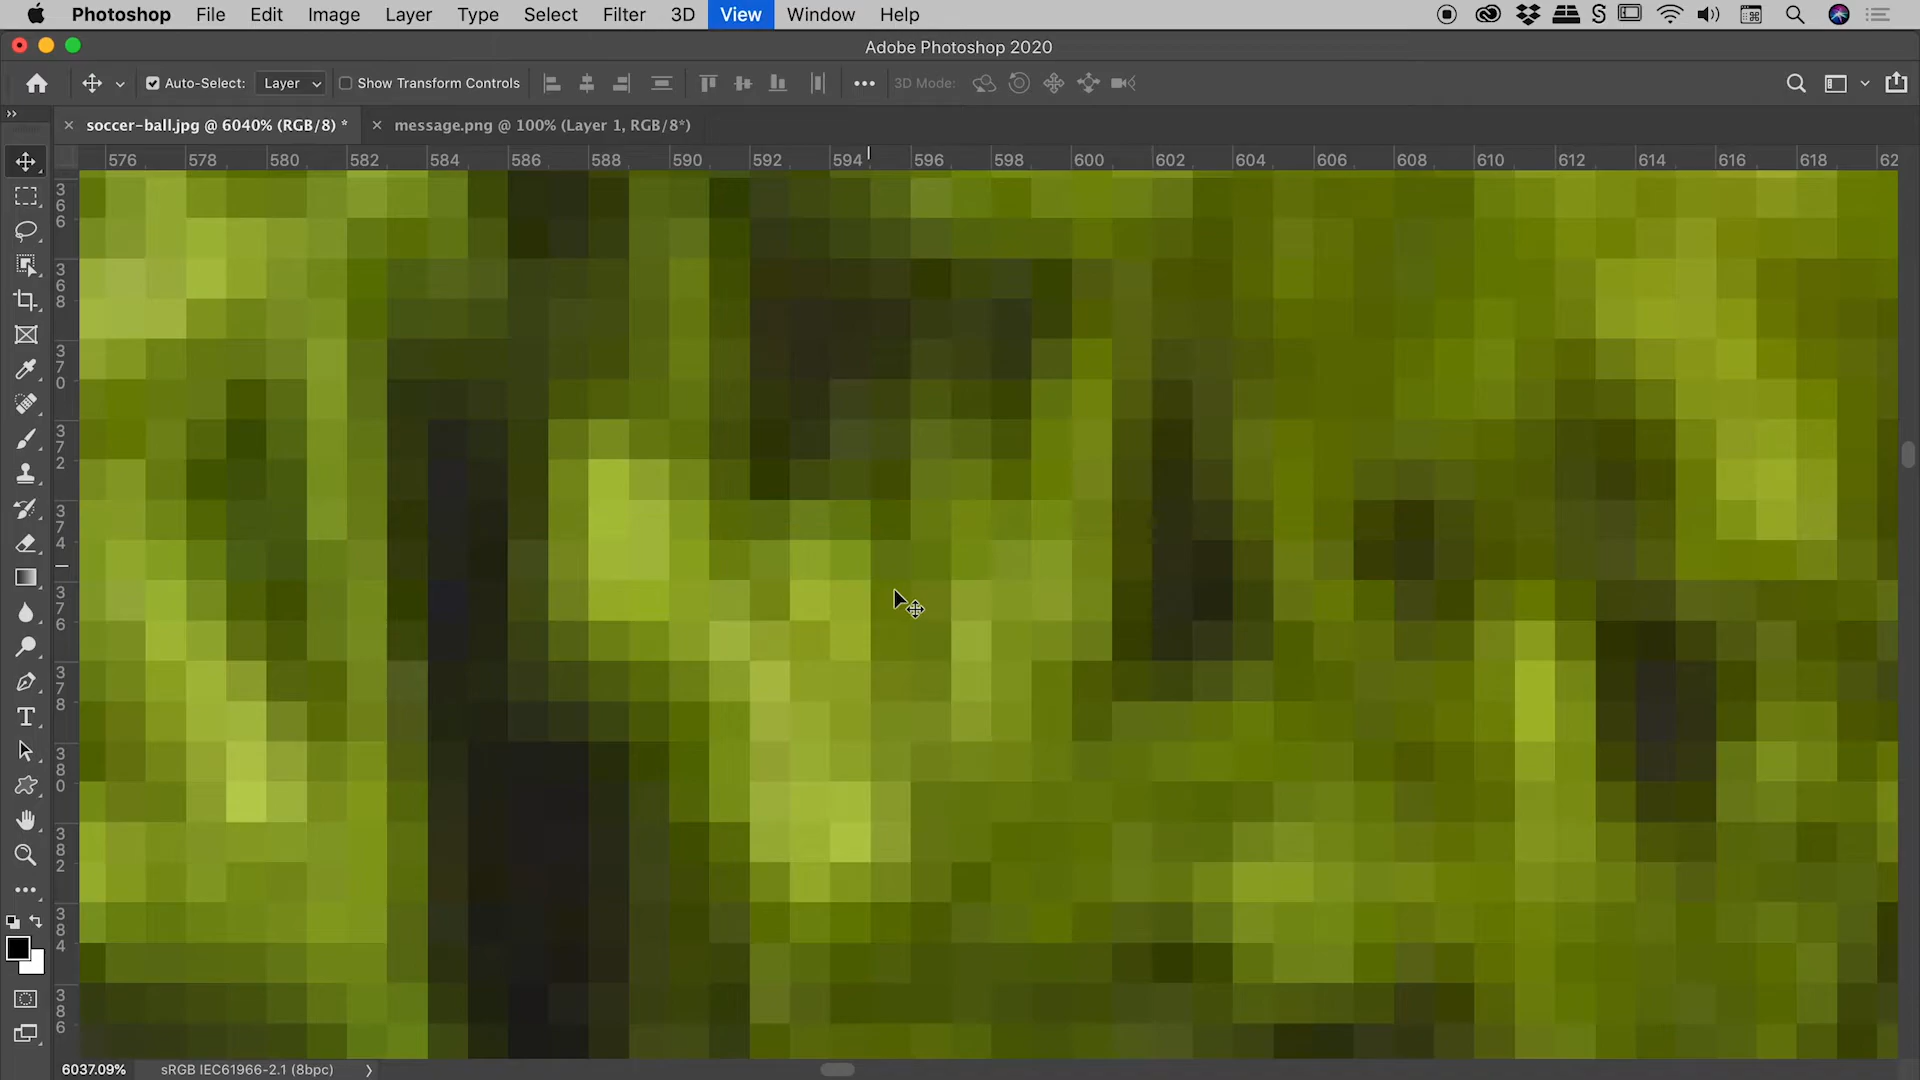 Photoshop File Edit Image Layer Type Select Filter 3D View Window Help
Adobe Photoshop 2020
Auto-Select: Layer Show Transform Controls 3D Mode:
soccer-ball.jpg @ 6040% (RGB/8) * message.png @ 100% (Layer 1, RGB/8*)
576 578 580 582 584 586 588 590 592 594 596 598 600 602 604 606 608 610 612 614 616 618 62
366
368
370
372
374
376
378
380
382
384
386
6037.09% sRGB IEC61966-2.1 (8bpc)